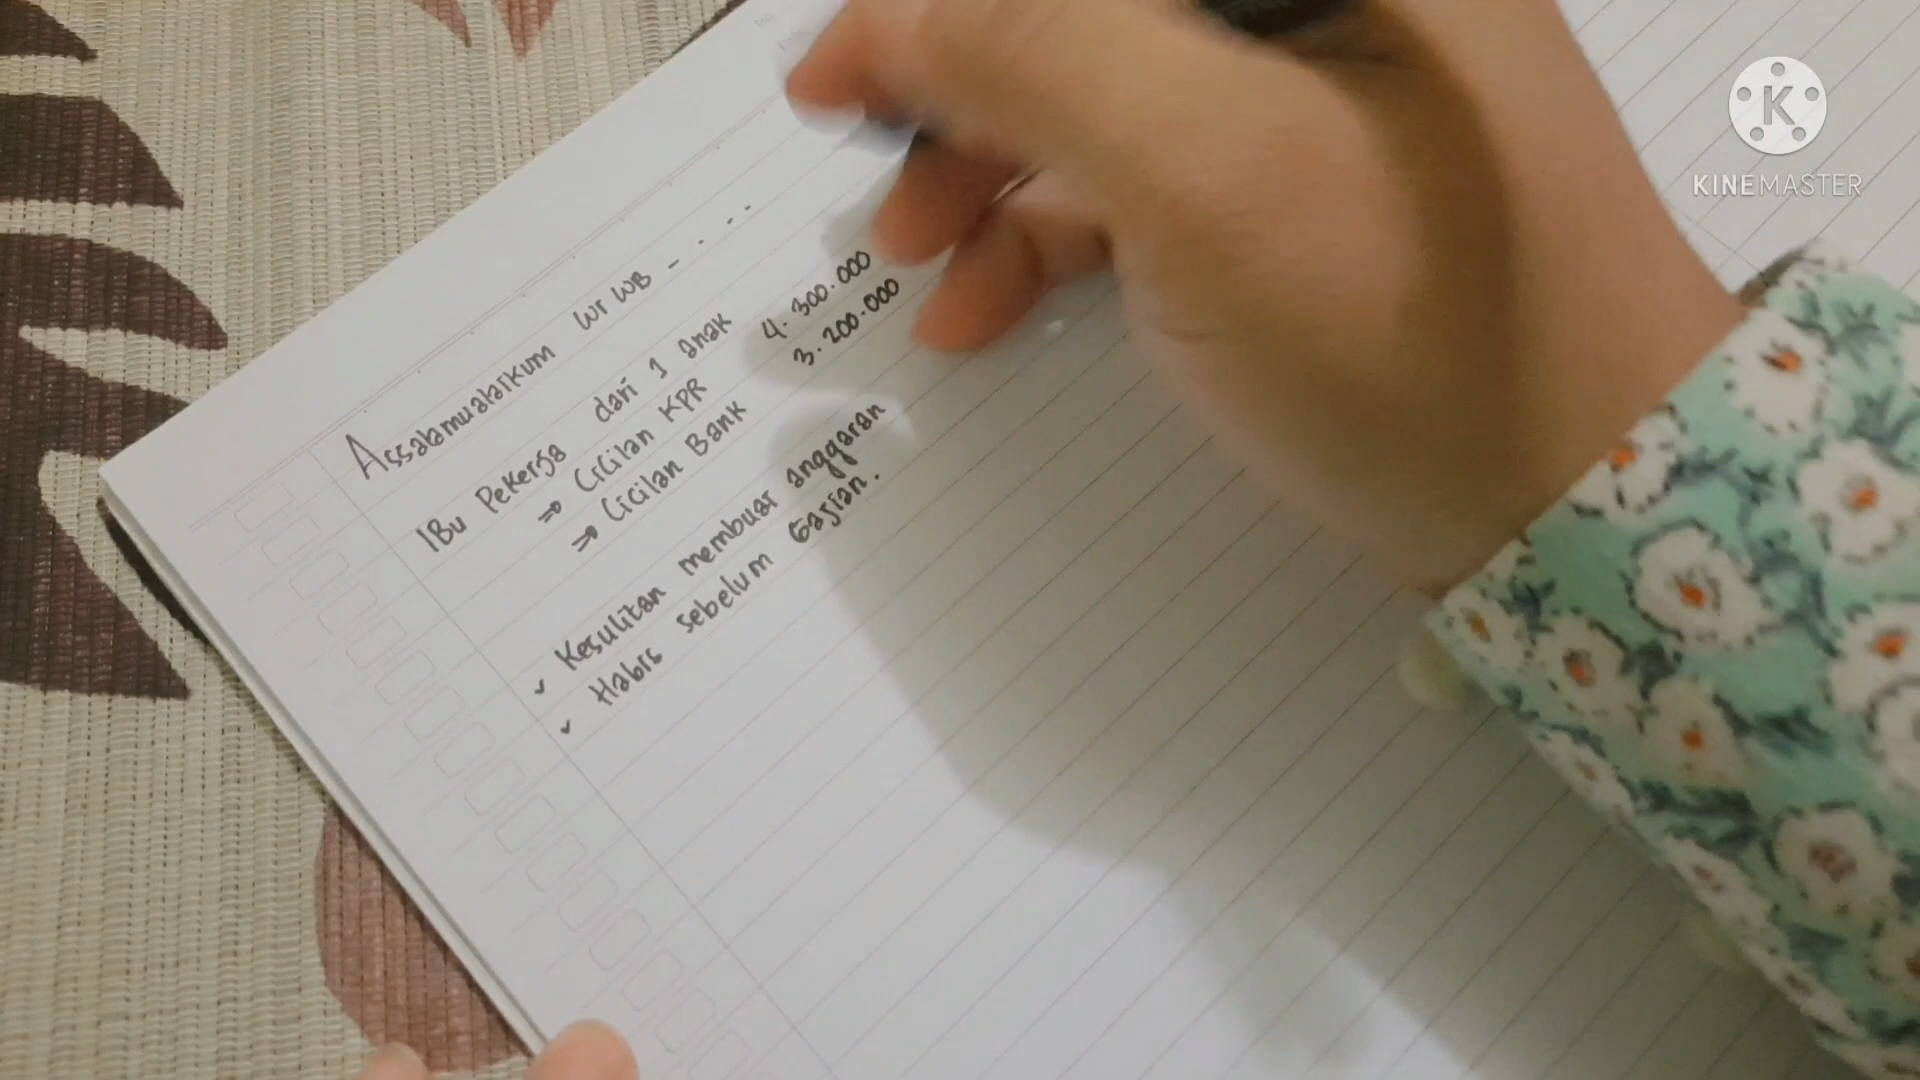 Assalamualaikum Wr WB - . . - -
IBu Pekerja dari 1 anak
⇒ Cicilan KPR 4.300.000
⇒ Cicilan Bank 3.200.000
✓ Kesulitan membuat anggaran
✓ Habis sebelum Gajian.
KINEMASTER